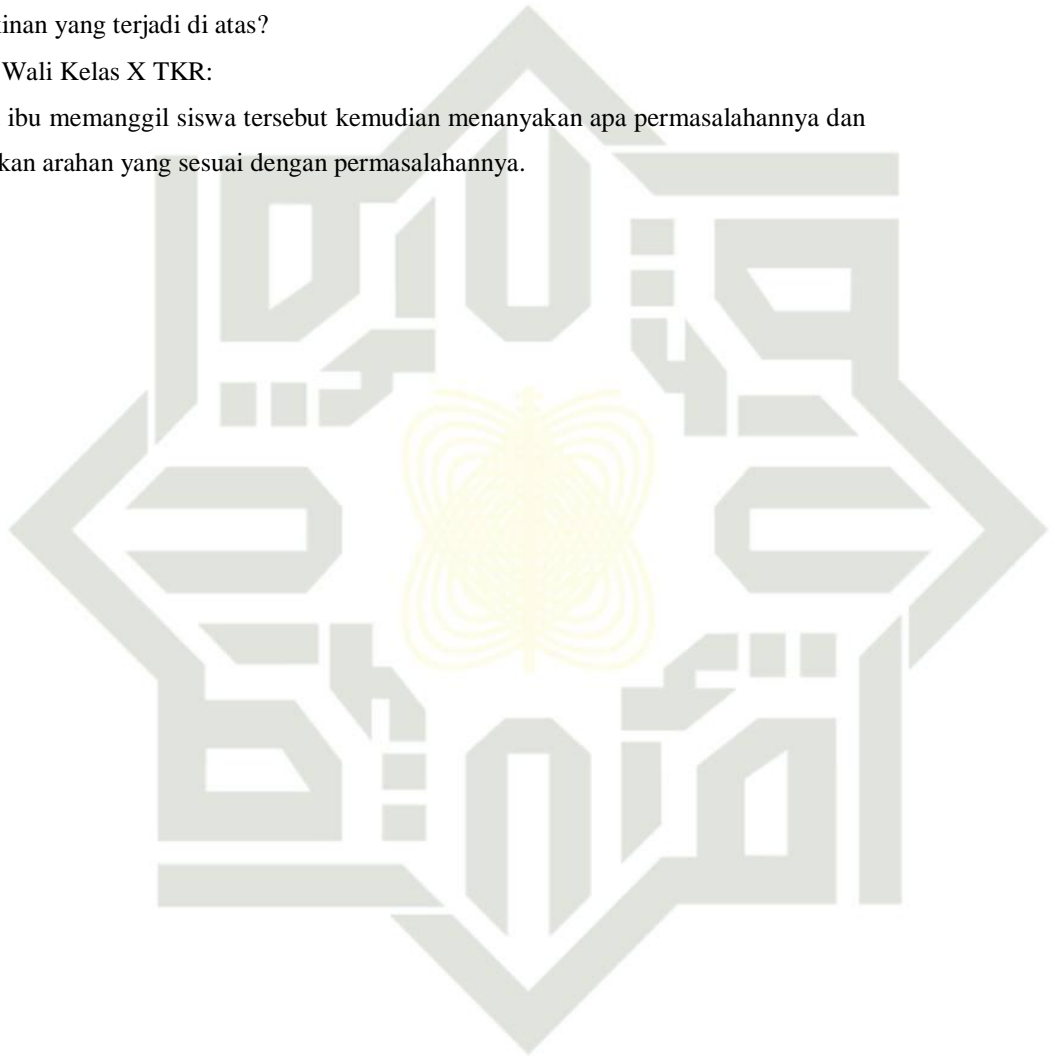 inan yang terjadi di atas?
Wali Kelas X TKR:
ibu memanggil siswa tersebut kemudian menanyakan apa permasalahannya dan
kan arahan yang sesuai dengan permasalahannya.